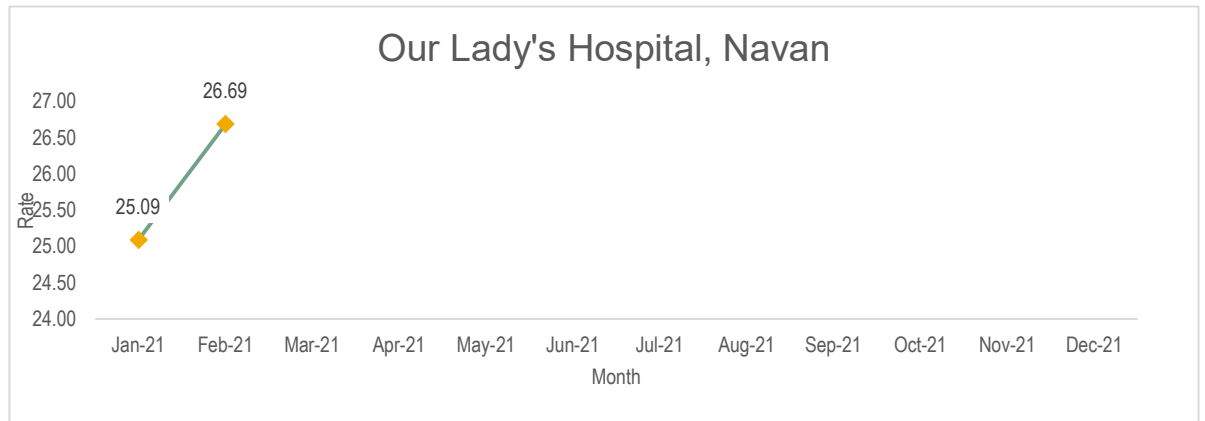 Our Lady's Hospital, Navan
27.00
26.50
26.00
25.50
25.00
24.50
24.00
Rate
25.09
26.69
Jan-21 Feb-21 Mar-21 Apr-21 May-21 Jun-21 Jul-21 Aug-21 Sep-21 Oct-21 Nov-21 Dec-21
Month